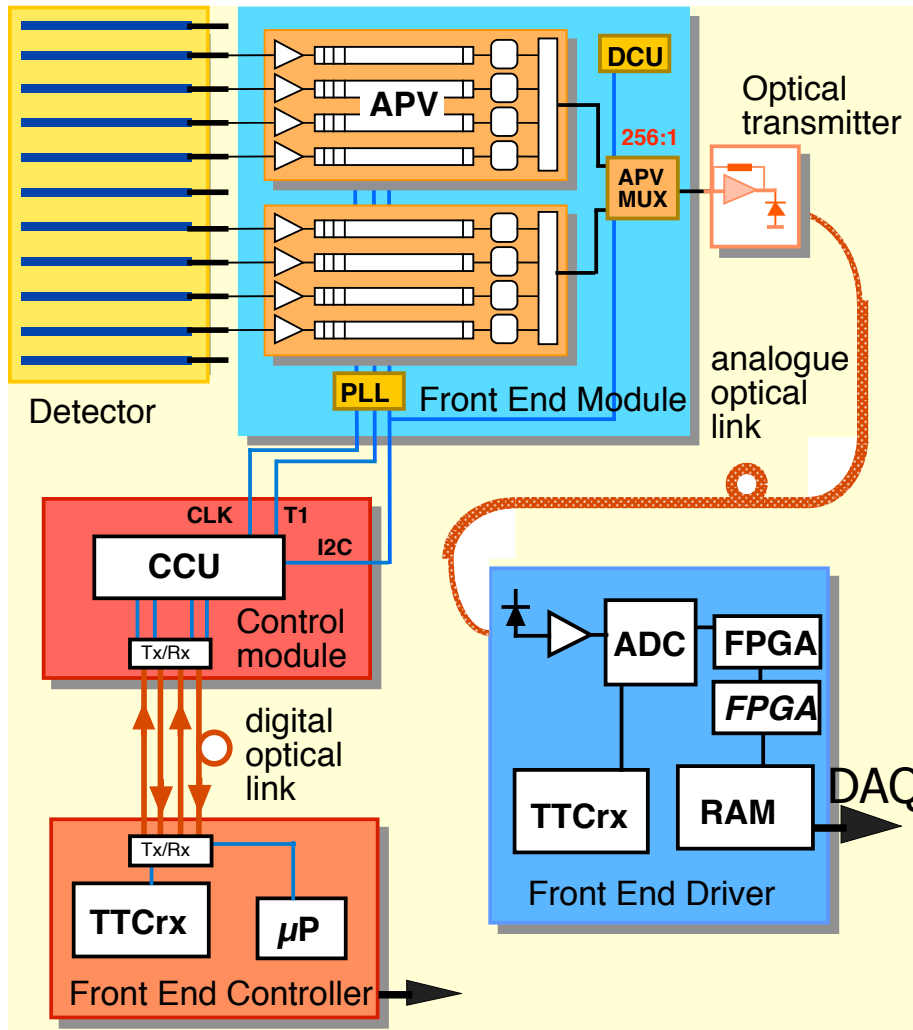 DCU
APV
Optical
transmitter
256:1
APV
MUX
PLL
Front End Module
Detector
analogue
optical
link
CLK
T1
I2C
CCU
Control
module
Tx/Rx
digital
optical
link
ADC
FPGA
FPGA
TTCrx
RAM
DAQ
Front End Driver
Tx/Rx
TTCrx
µP
Front End Controller